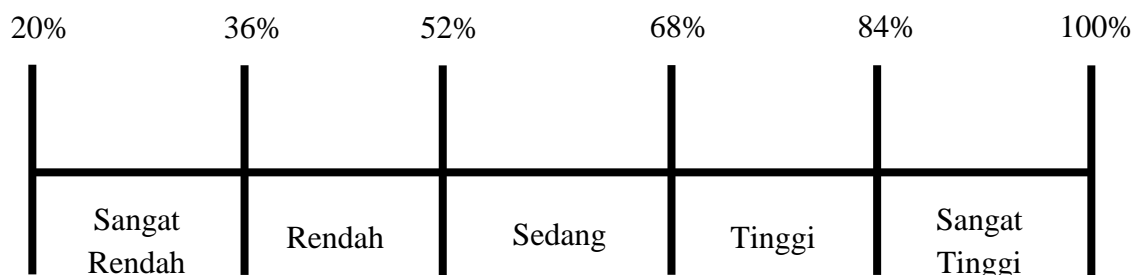 20% 36% 52% 68% 84% 100%
Sangat Rendah
Rendah
Sedang
Tinggi
Sangat Tinggi